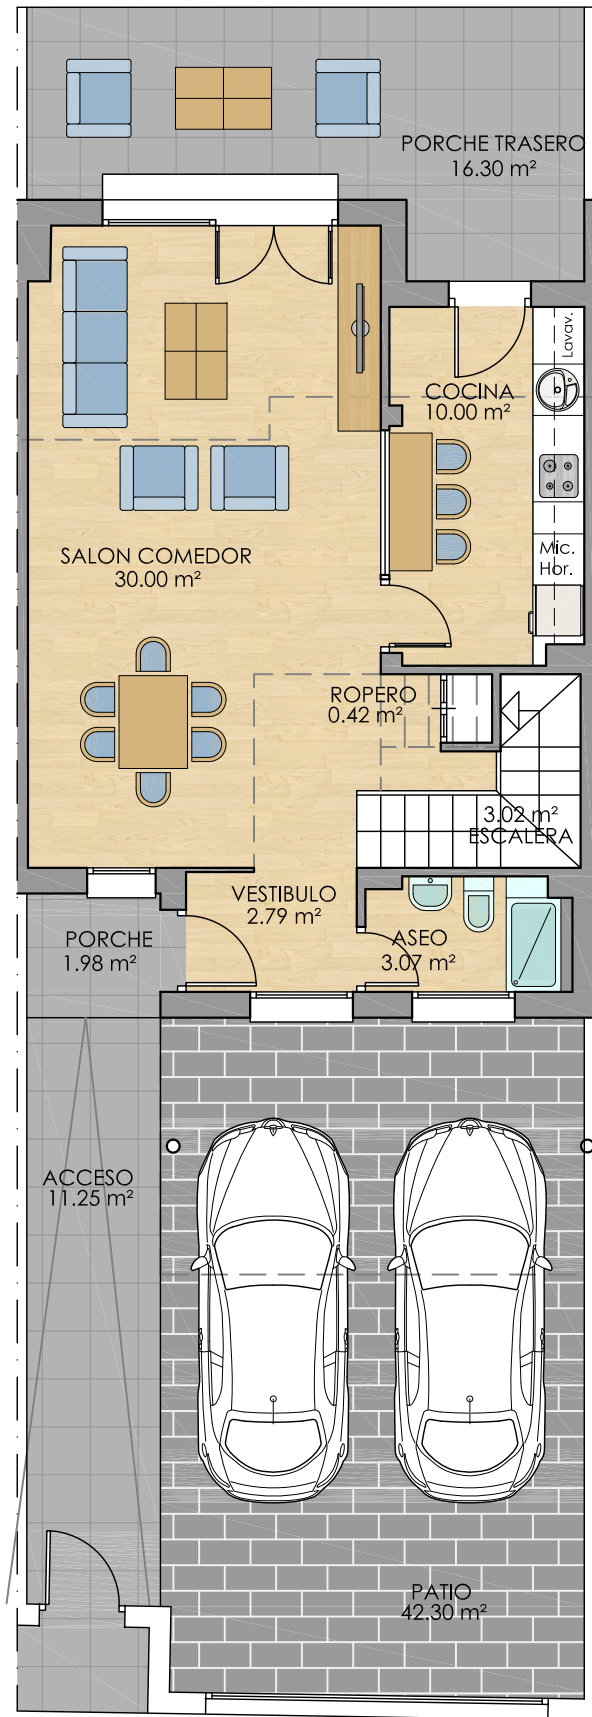 PORCHE TRASERO
16.30 m²
Lavav.
COCINA
10.00 m²
Mic.
Hor.
SALON COMEDOR
30.00 m²
ROPERO
0.42 m²
3.02 m²
ESCALERA
VESTIBULO
2.79 m²
PORCHE
1.98 m²
ASEO
3.07 m²
ACCESO
11.25 m²
PATIO
42.30 m²